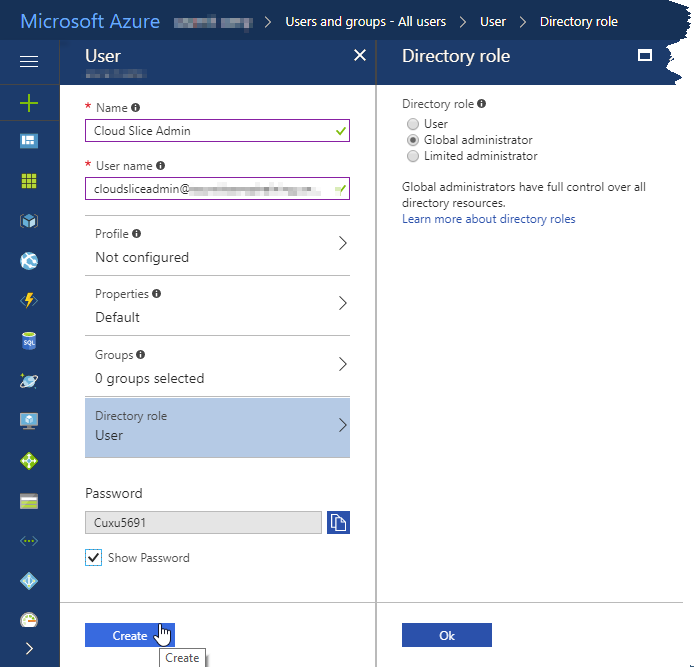 Microsoft Azure
Users and groups - All users
User
Directory role
User
Directory role
* Name
Cloud Slice Admin
* User name
cloudsliceadmin@
Profile
Not configured
Properties
Default
Groups
0 groups selected
Directory role
User
Password
Cuxu5691
Show Password
Create
Create
Directory role
User
Global administrator
Limited administrator
Global administrators have full control over all
directory resources.
Learn more about directory roles
Ok
SQL